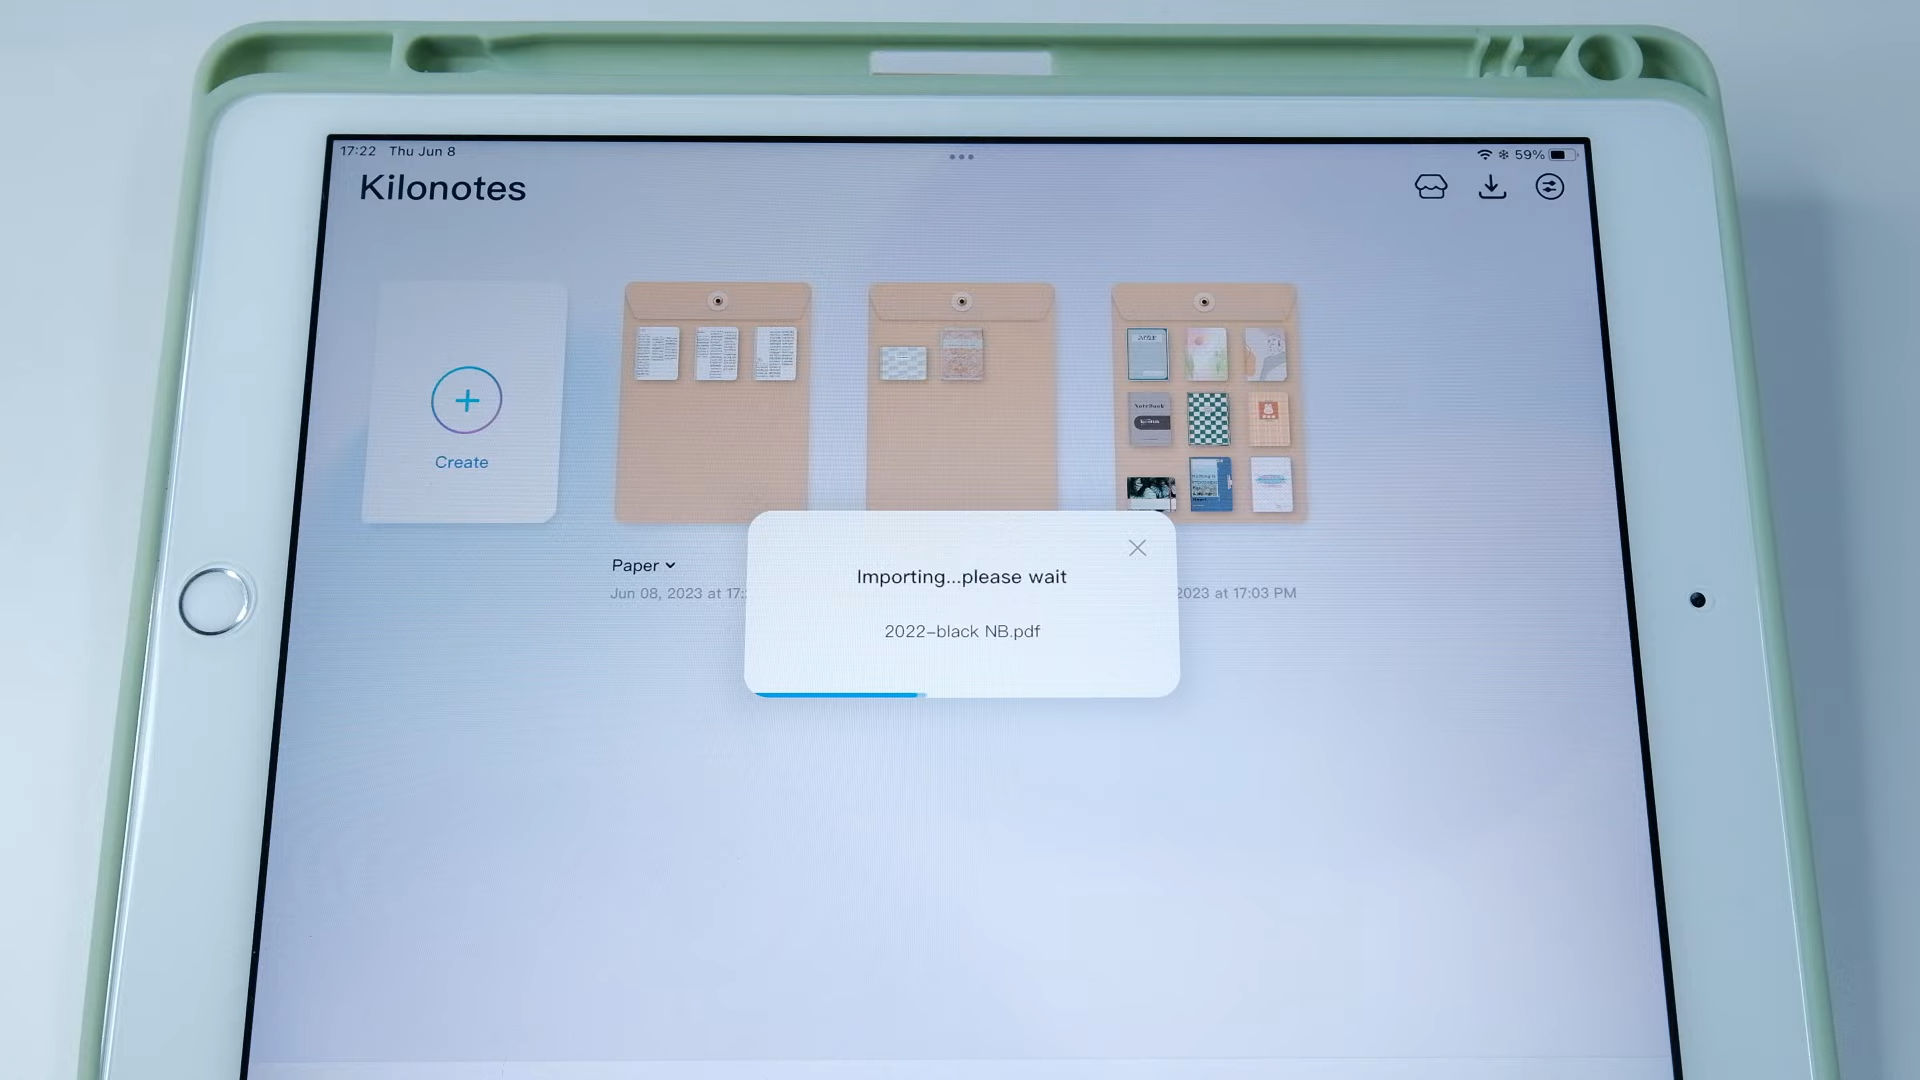 17:22 Thu Jun 8
59%
Kilonotes
Create
Paper
Jun 08, 2023 at 17:
2023 at 17:03 PM
Importing...please wait
2022-black NB.pdf